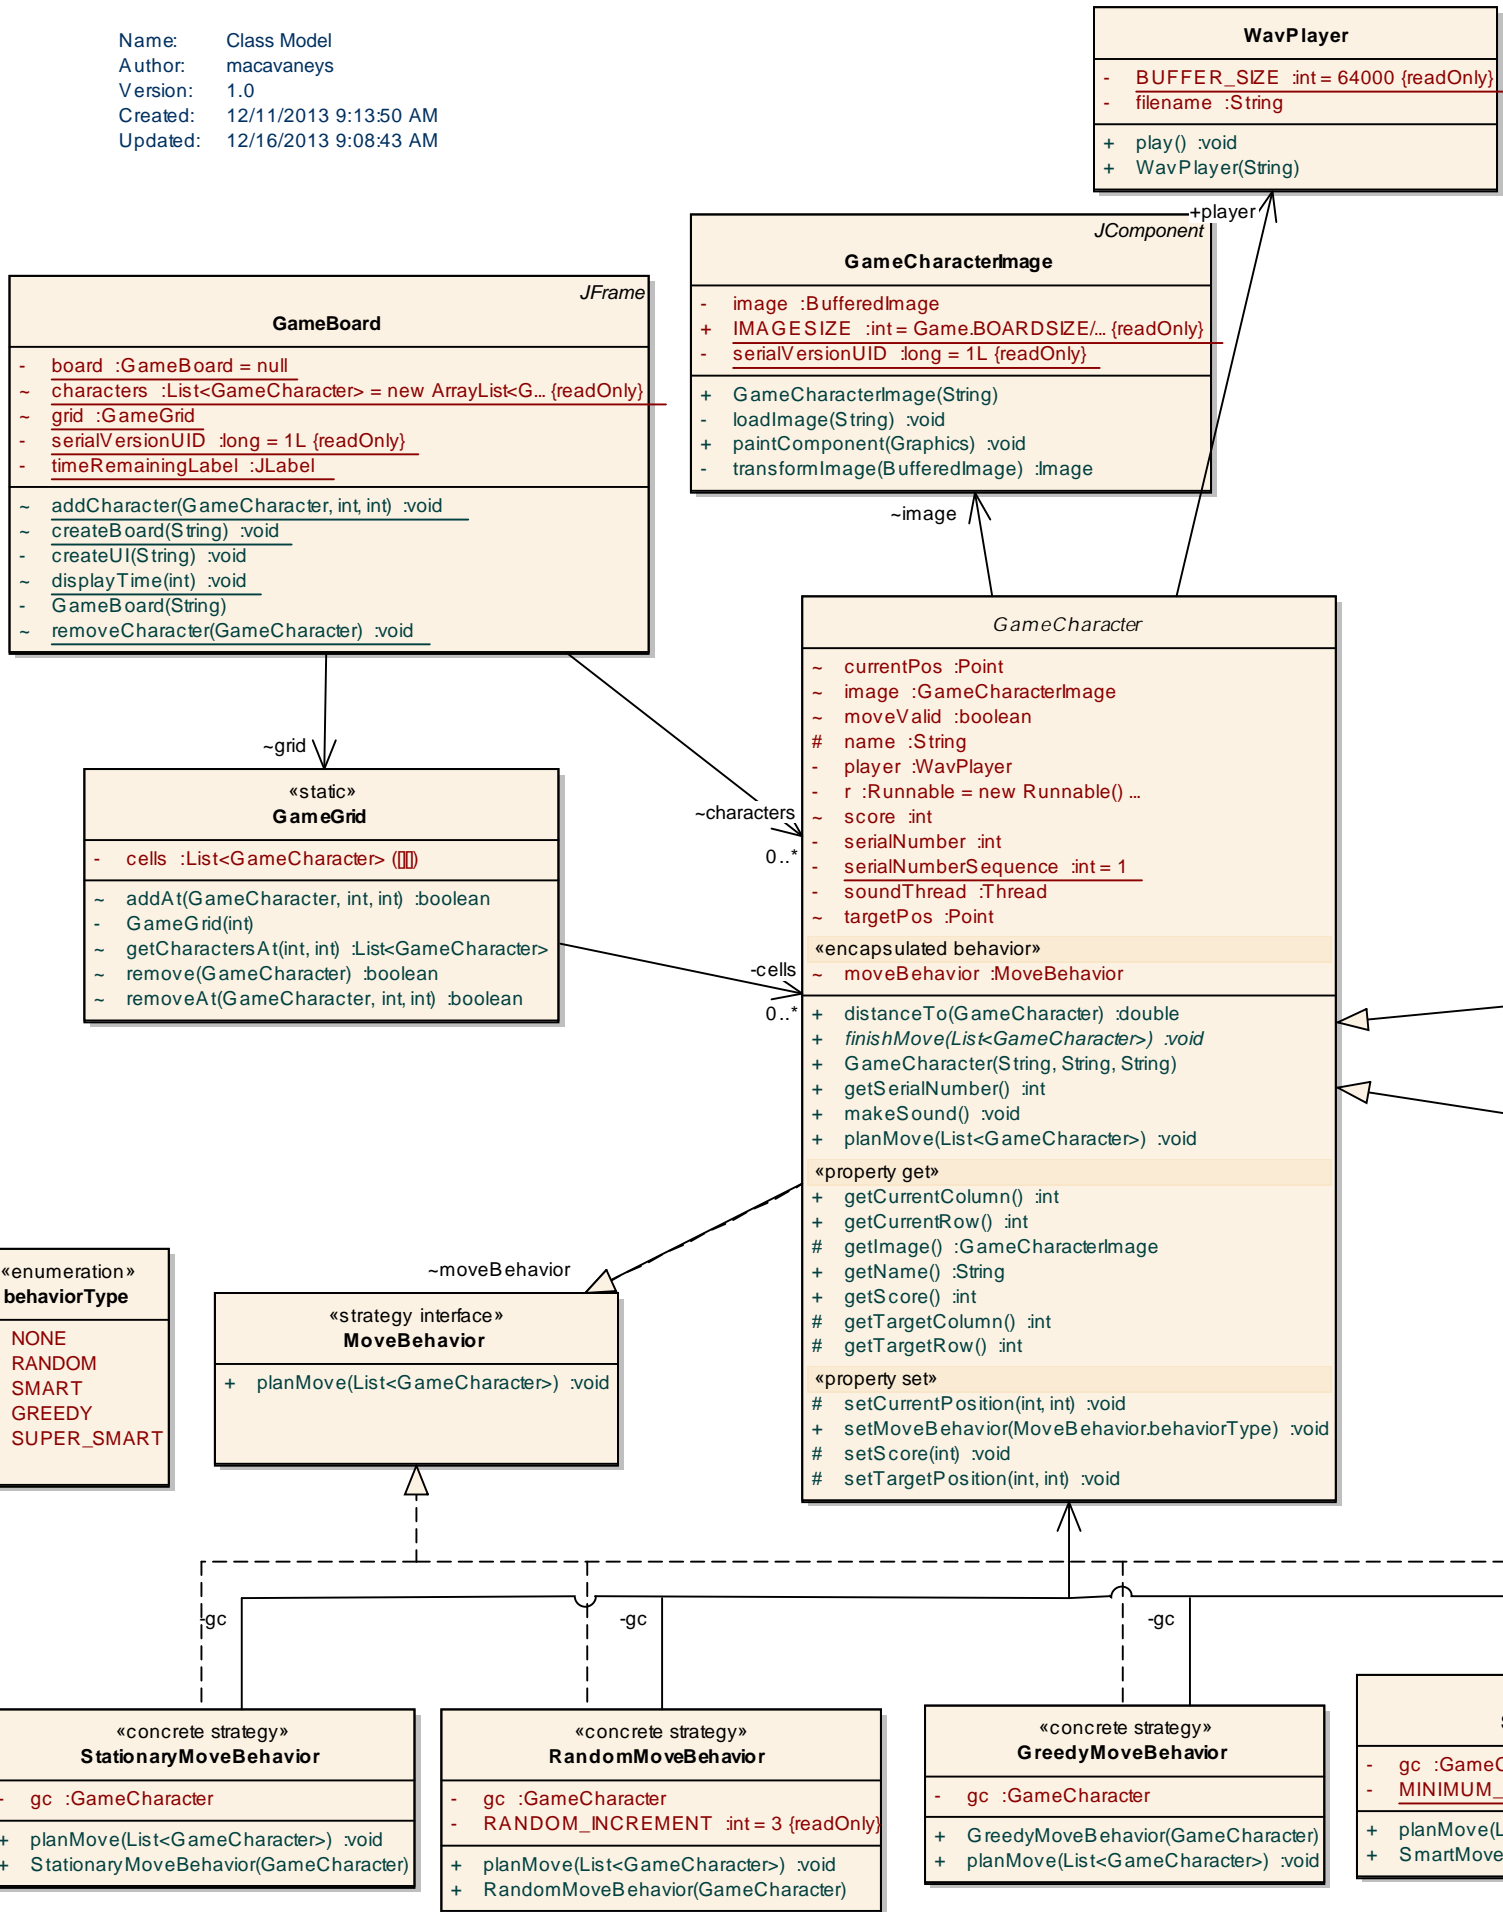 Name: Class Model
Author: macavaneys
Version: 1.0
Created: 12/11/2013 9:13:50 AM
Updated: 12/16/2013 9:08:43 AM
WavPlayer
- BUFFER_SIZE :int = 64000 {readOnly}
- filename :String
+ play() :void
+ WavPlayer(String)
+player
JComponent
GameCharacterImage
- image :BufferedImage
+ IMAGESIZE :int = Game.BOARDSIZE/... {readOnly}
- serialVersionUID :long = 1L {readOnly}
+ GameCharacterImage(String)
- loadImage(String) :void
+ paintComponent(Graphics) :void
- transformImage(BufferedImage) :Image
~image
JFrame
GameBoard
- board :GameBoard = null
~ characters :List<GameCharacter> = new ArrayList<G... {readOnly}
~ grid :GameGrid
- serialVersionUID :long = 1L {readOnly}
- timeRemainingLabel :JLabel
~ addCharacter(GameCharacter, int, int) :void
~ createBoard(String) :void
- createUI(String) :void
~ displayTime(int) :void
- GameBoard(String)
~ removeCharacter(GameCharacter) :void
~grid
~characters
0..*
«static»
GameGrid
- cells :List<GameCharacter> ([][])
~ addAt(GameCharacter, int, int) :boolean
- GameGrid(int)
~ getCharactersAt(int, int) :List<GameCharacter>
~ remove(GameCharacter) :boolean
~ removeAt(GameCharacter, int, int) :boolean
-cells
0..*
GameCharacter
~ currentPos :Point
~ image :GameCharacterImage
~ moveValid :boolean
# name :String
- player :WavPlayer
- r :Runnable = new Runnable() ...
~ score :int
- serialNumber :int
- serialNumberSequence :int = 1
- soundThread :Thread
~ targetPos :Point
«encapsulated behavior»
~ moveBehavior :MoveBehavior
+ distanceTo(GameCharacter) :double
+ finishMove(List<GameCharacter>) :void
+ GameCharacter(String, String, String)
+ getSerialNumber() :int
+ makeSound() :void
+ planMove(List<GameCharacter>) :void
«property get»
+ getCurrentColumn() :int
+ getCurrentRow() :int
# getImage() :GameCharacterImage
+ getName() :String
+ getScore() :int
# getTargetColumn() :int
# getTargetRow() :int
«property set»
# setCurrentPosition(int, int) :void
+ setMoveBehavior(MoveBehavior.behaviorType) :void
# setScore(int) :void
# setTargetPosition(int, int) :void
«enumeration»
behaviorType
NONE
RANDOM
SMART
GREEDY
SUPER_SMART
~moveBehavior
«strategy interface»
MoveBehavior
+ planMove(List<GameCharacter>) :void
-gc
-gc
-gc
«concrete strategy»
StationaryMoveBehavior
- gc :GameCharacter
+ planMove(List<GameCharacter>) :void
+ StationaryMoveBehavior(GameCharacter)
«concrete strategy»
RandomMoveBehavior
- gc :GameCharacter
- RANDOM_INCREMENT :int = 3 {readOnly}
+ planMove(List<GameCharacter>) :void
+ RandomMoveBehavior(GameCharacter)
«concrete strategy»
GreedyMoveBehavior
- gc :GameCharacter
+ GreedyMoveBehavior(GameCharacter)
+ planMove(List<GameCharacter>) :void
- gc :GameC
- MINIMUM_
+ planMove(L
+ SmartMove